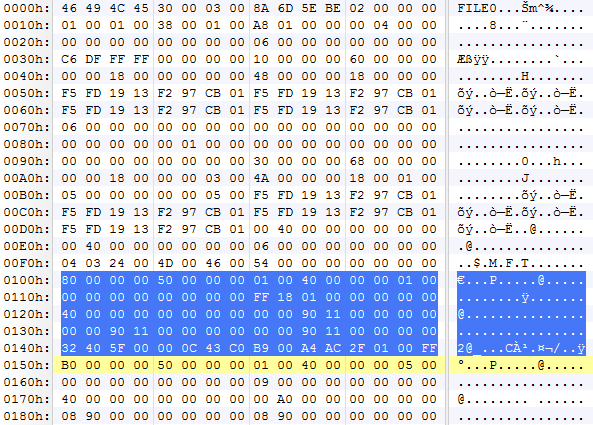 0000h: 46 49 4C 45 30 00 03 00 8A 6D 5E BE 02 00 00 00 FILE0...Šm^¾....
0010h: 01 00 01 00 38 00 01 00 A8 01 00 00 00 04 00 00 ....8...¨.......
0020h: 00 00 00 00 00 00 00 00 06 00 00 00 00 00 00 00 ................
0030h: C6 DF FF FF 00 00 00 00 10 00 00 00 60 00 00 00 Æßÿÿ........`...
0040h: 00 00 18 00 00 00 00 00 48 00 00 00 18 00 00 00 ........H.......
0050h: F5 FD 19 13 F2 97 CB 01 F5 FD 19 13 F2 97 CB 01 õý..ò—Ë.õý..ò—Ë.
0060h: F5 FD 19 13 F2 97 CB 01 F5 FD 19 13 F2 97 CB 01 õý..ò—Ë.õý..ò—Ë.
0070h: 06 00 00 00 00 00 00 00 00 00 00 00 00 00 00 00 ................
0080h: 00 00 00 00 00 01 00 00 00 00 00 00 00 00 00 00 ................
0090h: 00 00 00 00 00 00 00 00 30 00 00 00 68 00 00 00 ........0...h...
00A0h: 00 00 18 00 00 00 03 00 4A 00 00 00 18 00 01 00 ........J.......
00B0h: 05 00 00 00 00 00 05 00 F5 FD 19 13 F2 97 CB 01 ........õý..ò—Ë.
00C0h: F5 FD 19 13 F2 97 CB 01 F5 FD 19 13 F2 97 CB 01 õý..ò—Ë.õý..ò—Ë.
00D0h: F5 FD 19 13 F2 97 CB 01 00 40 00 00 00 00 00 00 õý..ò—Ë..@......
00E0h: 00 40 00 00 00 00 00 00 06 00 00 00 00 00 00 00 .@..............
00F0h: 04 03 24 00 4D 00 46 00 54 00 00 00 00 00 00 00 ..$.M.F.T.......
0100h: 80 00 00 00 50 00 00 00 01 00 40 00 00 00 01 00 €...P.....@.....
0110h: 00 00 00 00 00 00 00 00 FF 18 01 00 00 00 00 00 ........ÿ.......
0120h: 40 00 00 00 00 00 00 00 00 00 90 11 00 00 00 00 @...............
0130h: 00 00 90 11 00 00 00 00 00 00 90 11 00 00 00 00 ................
0140h: 32 40 5F 00 00 0C 43 C0 B9 00 A4 AC 2F 01 00 FF 2@_...CÀ¹.¤¬/..ÿ
0150h: B0 00 00 00 50 00 00 00 01 00 40 00 00 00 05 00 °...P.....@.....
0160h: 00 00 00 00 00 00 00 00 09 00 00 00 00 00 00 00 ................
0170h: 40 00 00 00 00 00 00 00 00 A0 00 00 00 00 00 00 @........ ......
0180h: 08 90 00 00 00 00 00 00 08 90 00 00 00 00 00 00 ................